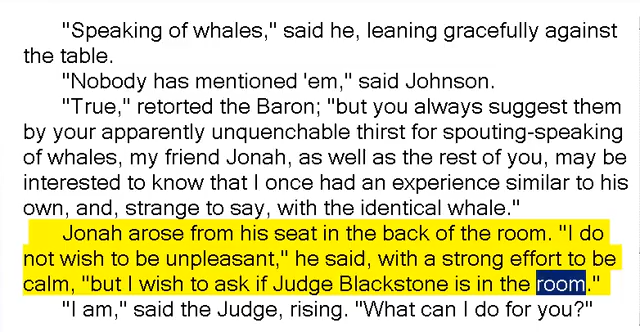 "Speaking of whales," said he, leaning gracefully against
the table.
"Nobody has mentioned 'em," said Johnson.
"True," retorted the Baron; "but you always suggest them
by your apparently unquenchable thirst for spouting-speaking
of whales, my friend Jonah, as well as the rest of you, may be
interested to know that I once had an experience similar to his
own, and, strange to say, with the identical whale."
Jonah arose from his seat in the back of the room. "I do
not wish to be unpleasant," he said, with a strong effort to be
calm, "but I wish to ask if Judge Blackstone is in the room."
"I am," said the Judge, rising. "What can I do for you?"